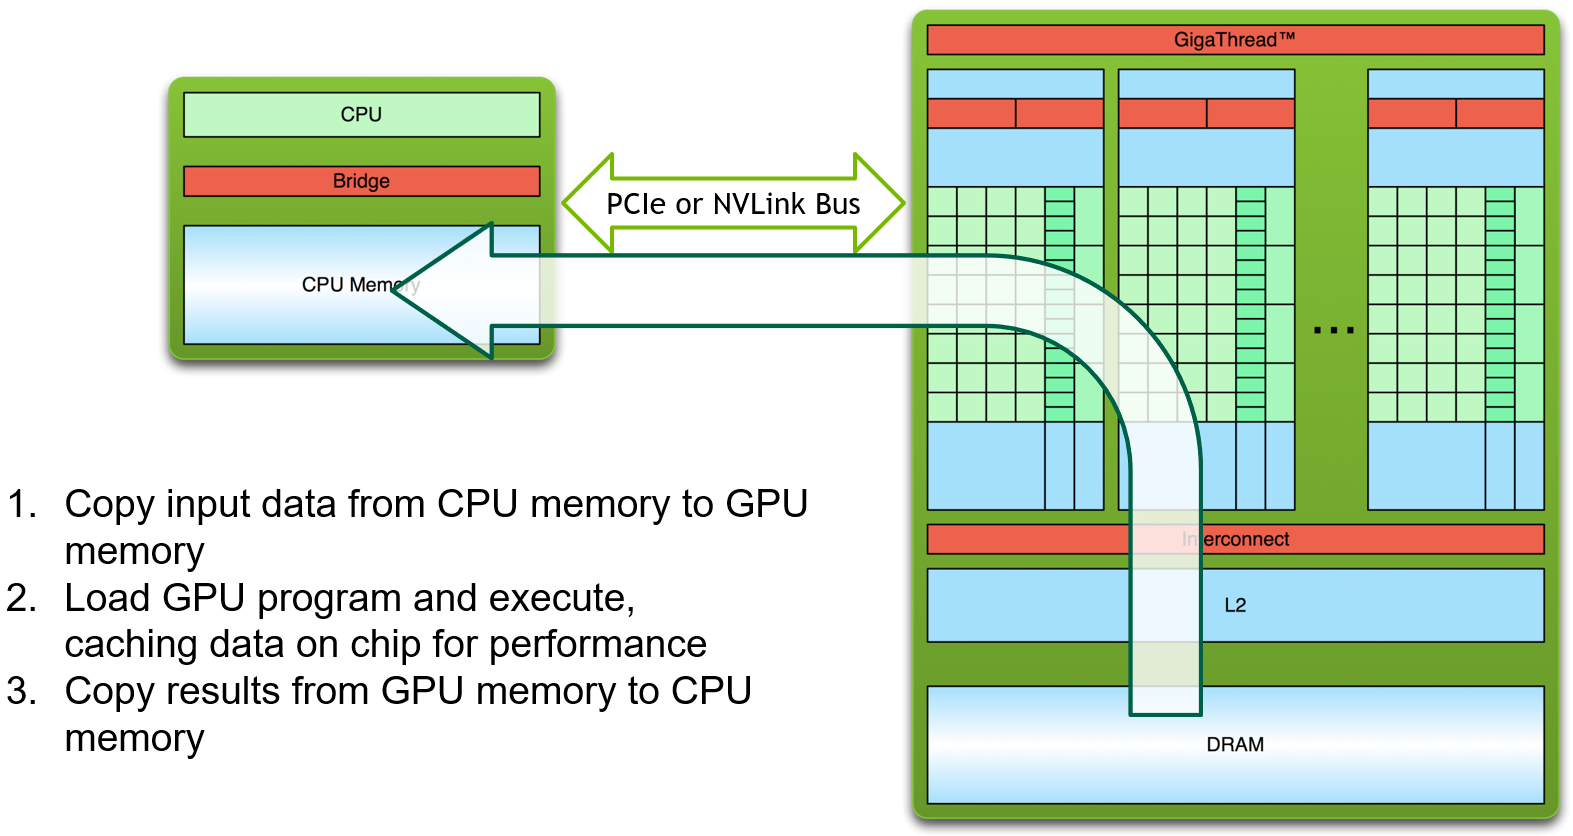 GigaThread™
CPU
Bridge
PCIe or NVLink Bus
CPU Memory
...
1. Copy input data from CPU memory to GPU
memory
2. Load GPU program and execute,
caching data on chip for performance
3. Copy results from GPU memory to CPU
memory
Interconnect
L2
DRAM